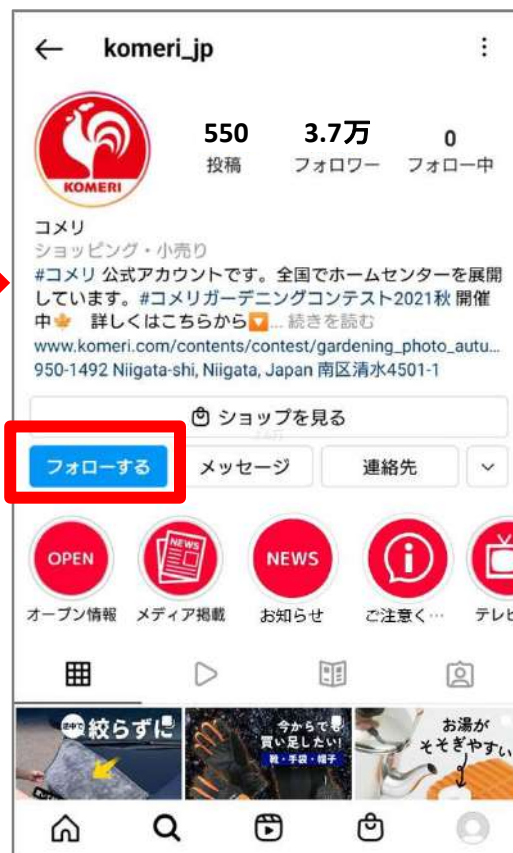 komeri_jp
KOMERI
550
投稿
3.7万
フォロワー
0
フォロー中
コメリ
ショッピング・小売り
#コメリ 公式アカウントです。全国でホームセンターを展開
しています。#コメリガーデニングコンテスト2021秋 開催
中🍁 詳しくはこちらから🔽... 続きを読む
www.komeri.com/contents/contest/gardening_photo_autu...
950-1492 Niigata-shi, Niigata, Japan 南区清水4501-1
ショップを見る
フォローする
メッセージ
連絡先
OPEN
NEWS
NEWS
オープン情報
メディア掲載
お知らせ
ご注意く…
テレビ
途中で
絞らずに
今からでも
買い足したい!
靴・手袋・帽子
お湯が
そそぎやすい